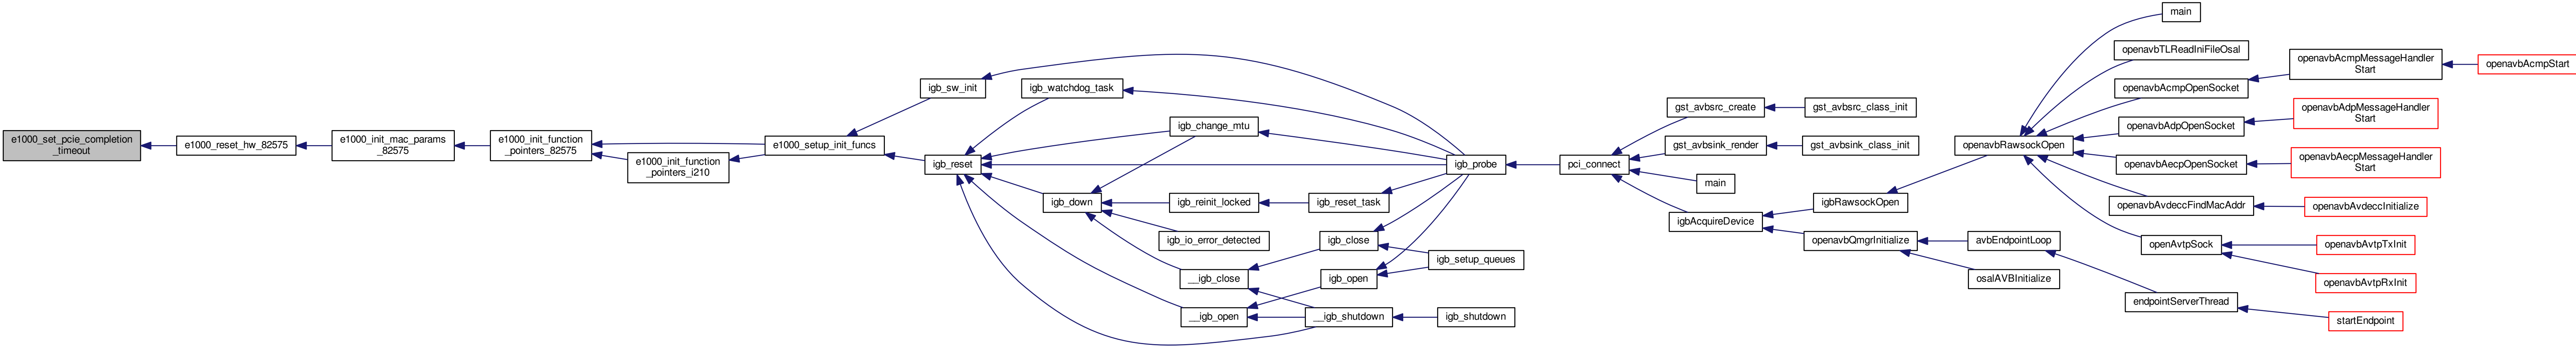 e1000_set_pcie_completion
_timeout
e1000_reset_hw_82575
e1000_init_mac_params
_82575
e1000_init_function
_pointers_82575
e1000_init_function
_pointers_i210
e1000_setup_init_funcs
igb_sw_init
igb_reset
igb_watchdog_task
igb_change_mtu
igb_down
igb_reinit_locked
igb_reset_task
igb_io_error_detected
igb_close
__igb_close
igb_setup_queues
igb_open
__igb_open
__igb_shutdown
igb_shutdown
igb_probe
pci_connect
gst_avbsrc_create
gst_avbsrc_class_init
gst_avbsink_render
gst_avbsink_class_init
main
igbAcquireDevice
igbRawsockOpen
openavbQmgrInitialize
avbEndpointLoop
osalAVBInitialize
openavbRawsockOpen
main
openavbTLReadIniFileOsal
openavbAcmpOpenSocket
openavbAcmpMessageHandler
Start
openavbAcmpStart
openavbAdpOpenSocket
openavbAdpMessageHandler
Start
openavbAecpOpenSocket
openavbAecpMessageHandler
Start
openavbAvdeccFindMacAddr
openavbAvdeccInitialize
openAvtpSock
openavbAvtpTxInit
openavbAvtpRxInit
endpointServerThread
startEndpoint